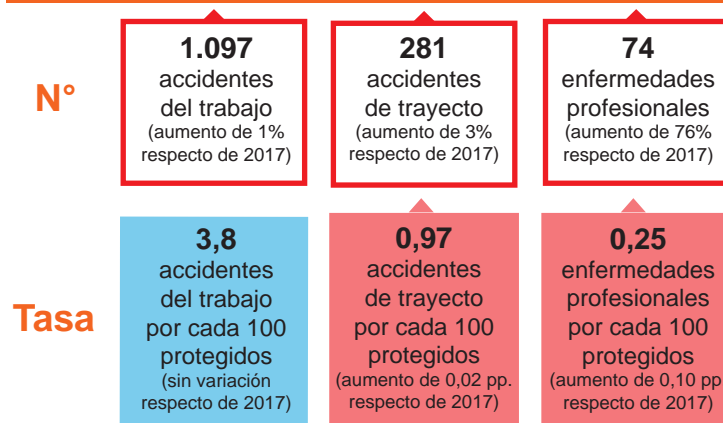 N°
1.097
accidentes
del trabajo
(aumento de 1%
respecto de 2017)
281
accidentes
de trayecto
(aumento de 3%
respecto de 2017)
74
enfermedades
profesionales
(aumento de 76%
respecto de 2017)
Tasa
3,8
accidentes
del trabajo
por cada 100
protegidos
(sin variación
respecto de 2017)
0,97
accidentes
de trayecto
por cada 100
protegidos
(aumento de 0,02 pp.
respecto de 2017)
0,25
enfermedades
profesionales
por cada 100
protegidos
(aumento de 0,10 pp
respecto de 2017)